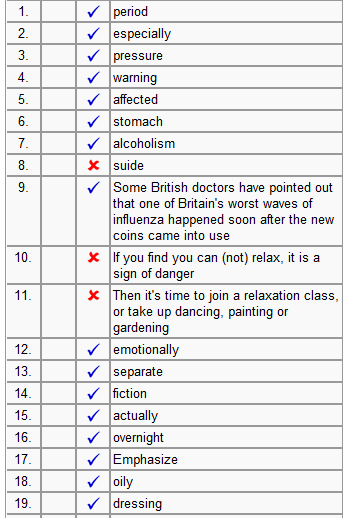 1. period
2. especially
3. pressure
4. warning
5. affected
6. stomach
7. alcoholism
8. suide
9. Some British doctors have pointed out
that one of Britain's worst waves of
influenza happened soon after the new
coins came into use
10. If you find you can (not) relax, it is a
sign of danger
11. Then it's time to join a relaxation class,
or take up dancing, painting or
gardening
12. emotionally
13. separate
14. fiction
15. actually
16. overnight
17. Emphasize
18. oily
19. dressing